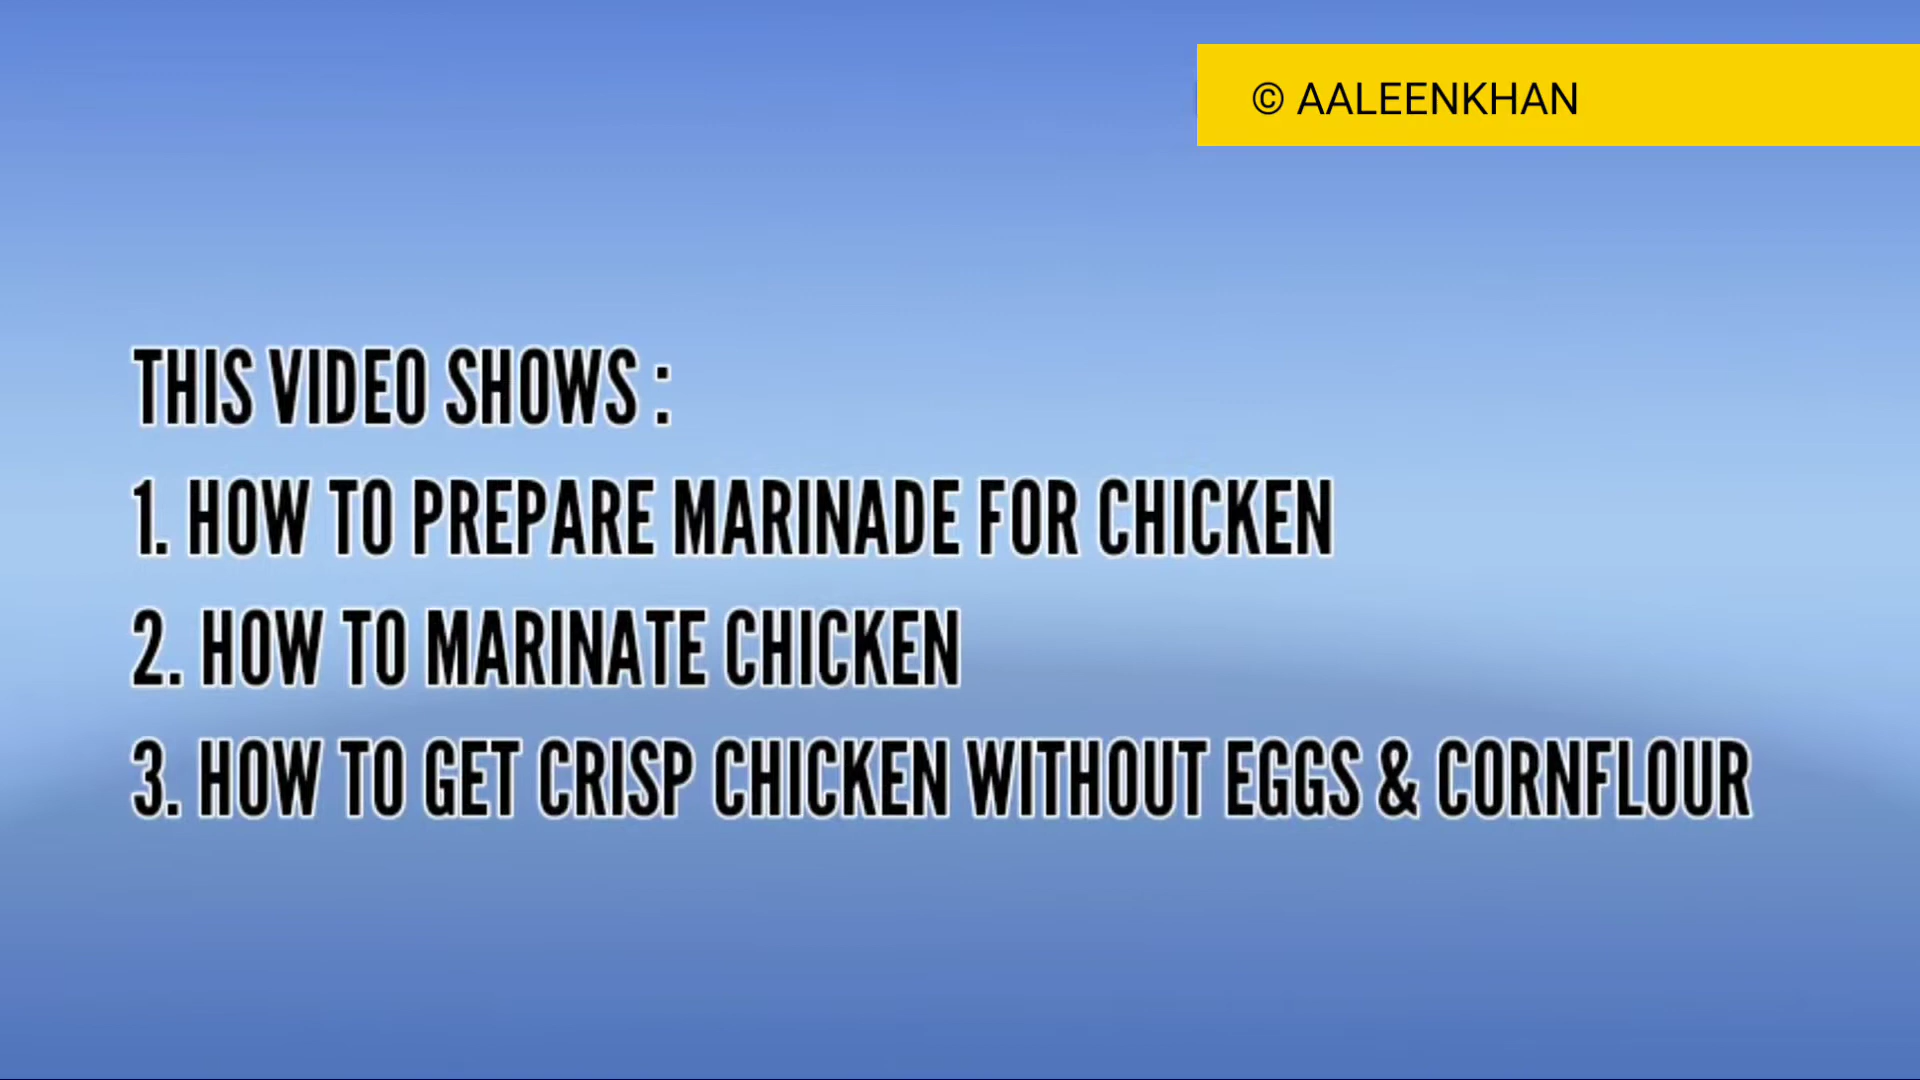 © AALEENKHAN
THIS VIDEO SHOWS :
1. HOW TO PREPARE MARINADE FOR CHICKEN
2. HOW TO MARINATE CHICKEN
3. HOW TO GET CRISP CHICKEN WITHOUT EGGS & CORNFLOUR